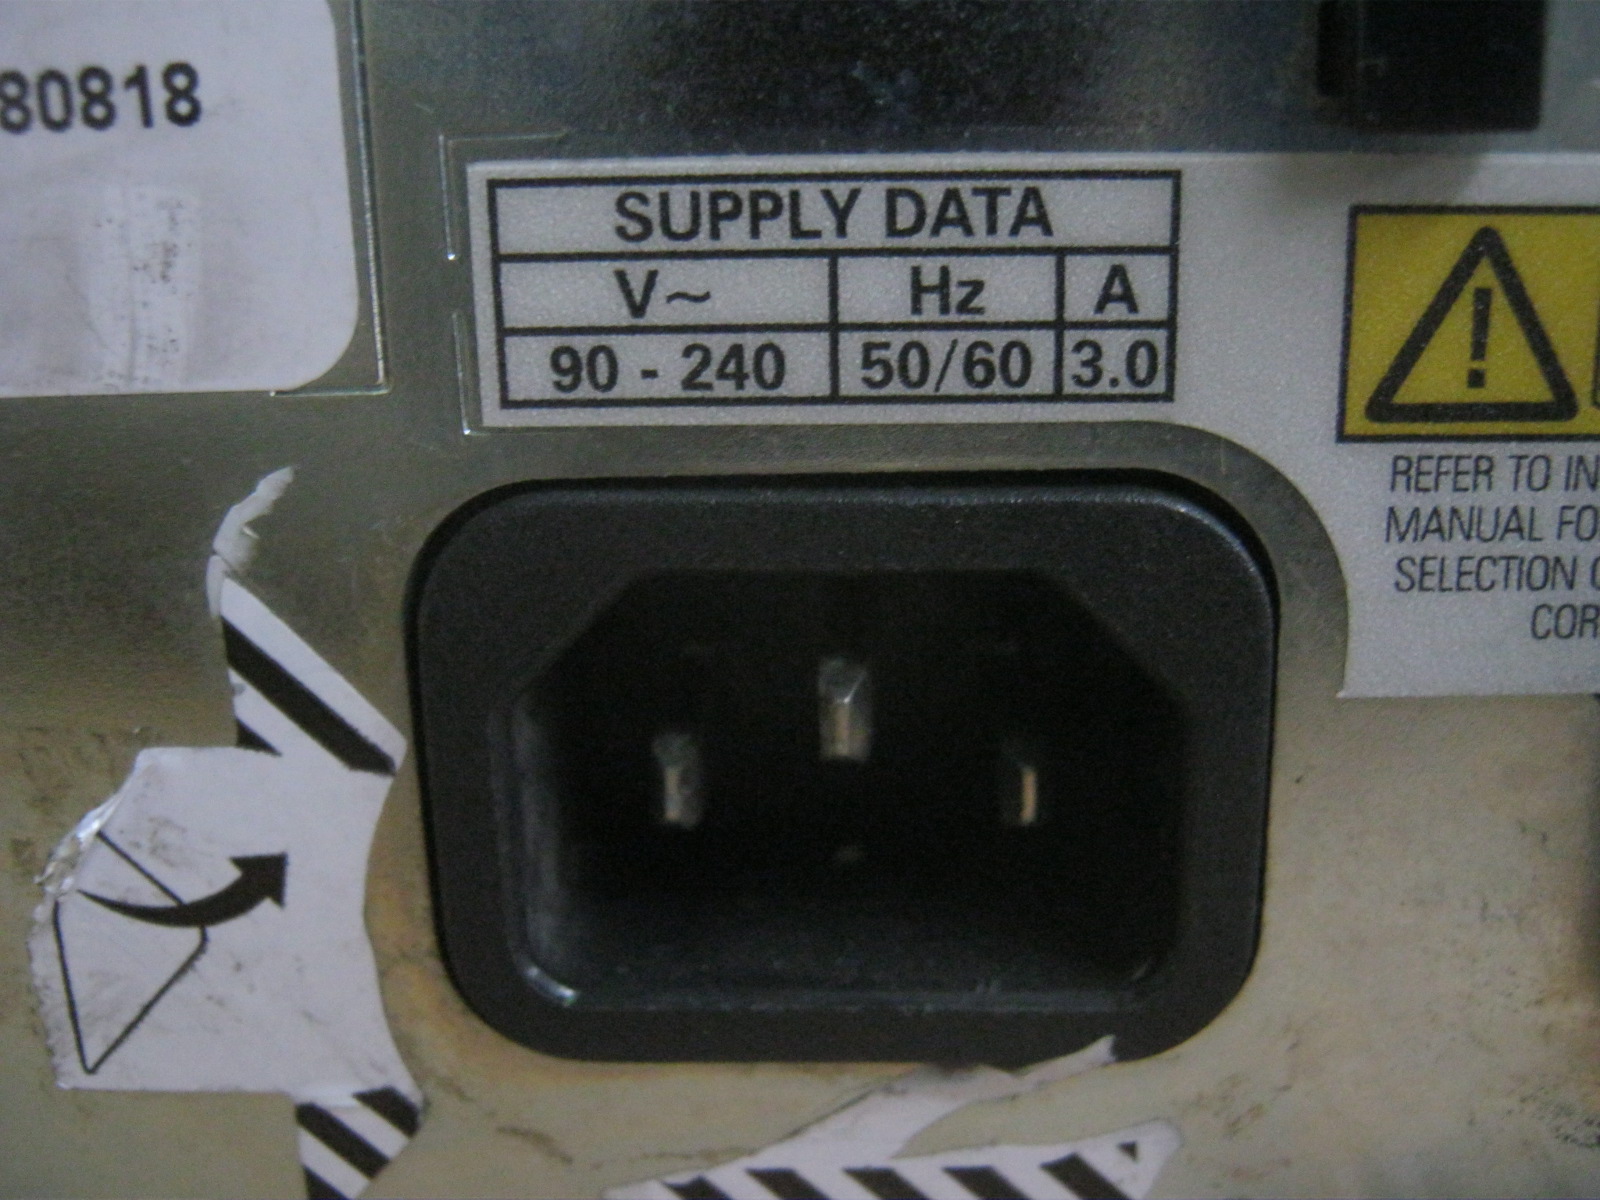 80818
SUPPLY DATA
V~ Hz A
90 - 240 50/60 3.0
!
REFER TO IN
MANUAL FO
SELECTION
COR